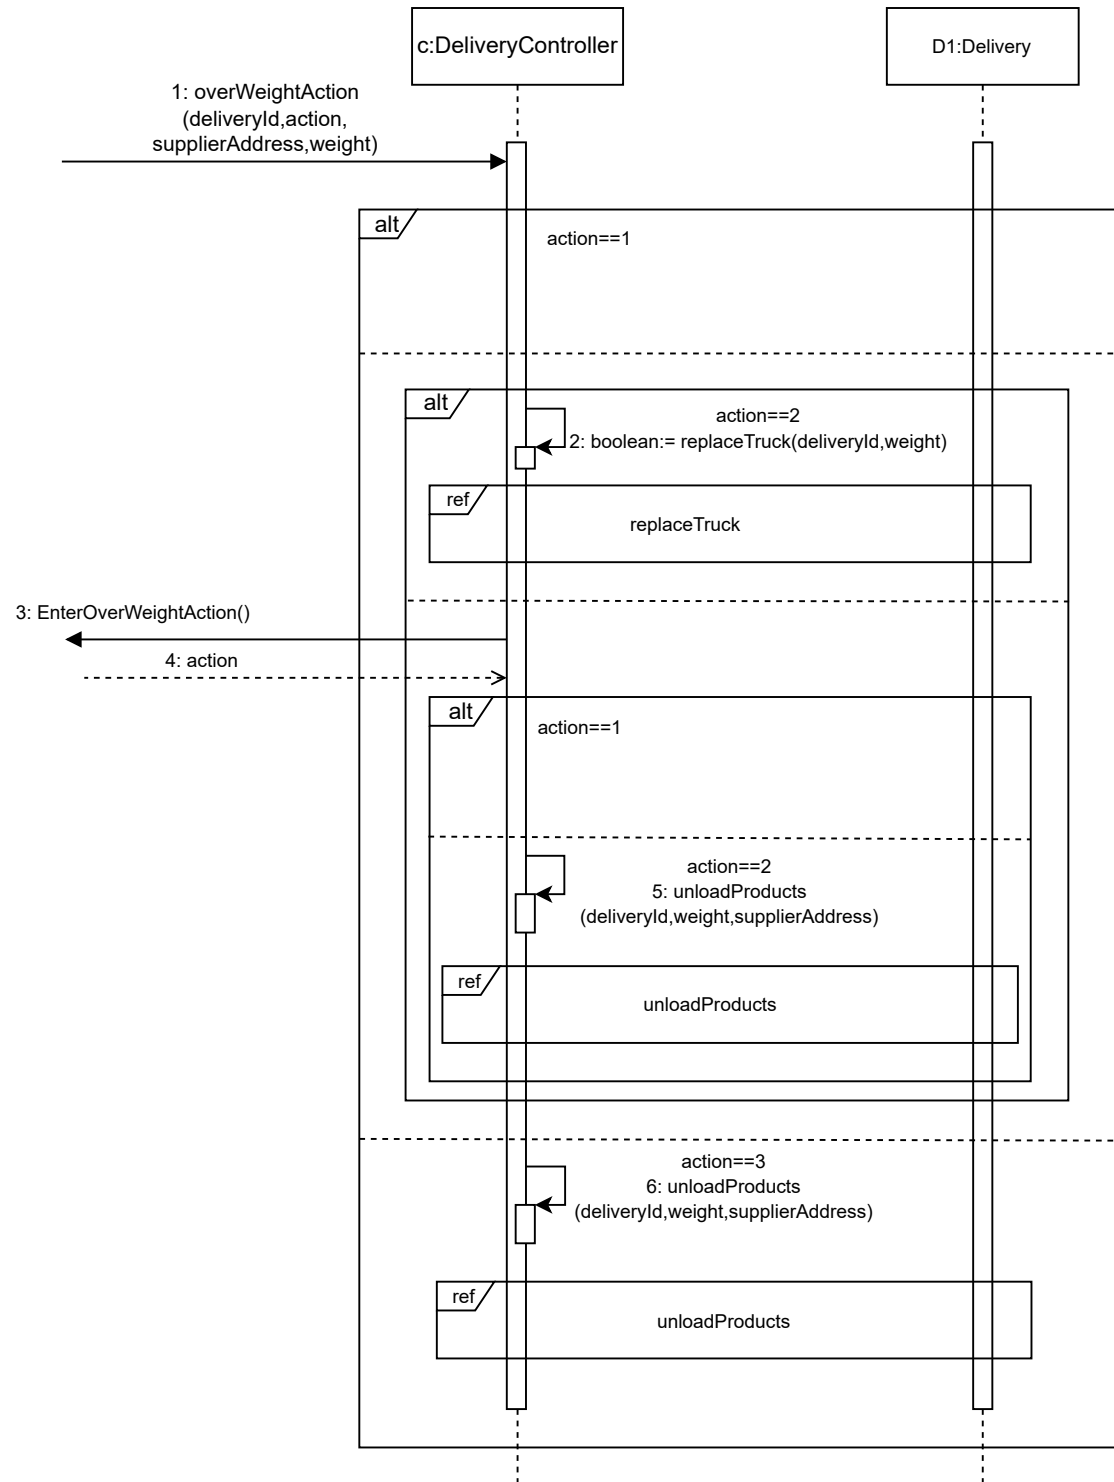 c:DeliveryController
D1:Delivery
1: overWeightAction
(deliveryId,action,
supplierAddress,weight)
alt
action==1
alt
action==2
2: boolean:= replaceTruck(deliveryId,weight)
ref
replaceTruck
3: EnterOverWeightAction()
4: action
alt
action==1
action==2
5: unloadProducts
(deliveryId,weight,supplierAddress)
ref
unloadProducts
action==3
6: unloadProducts
(deliveryId,weight,supplierAddress)
ref
unloadProducts